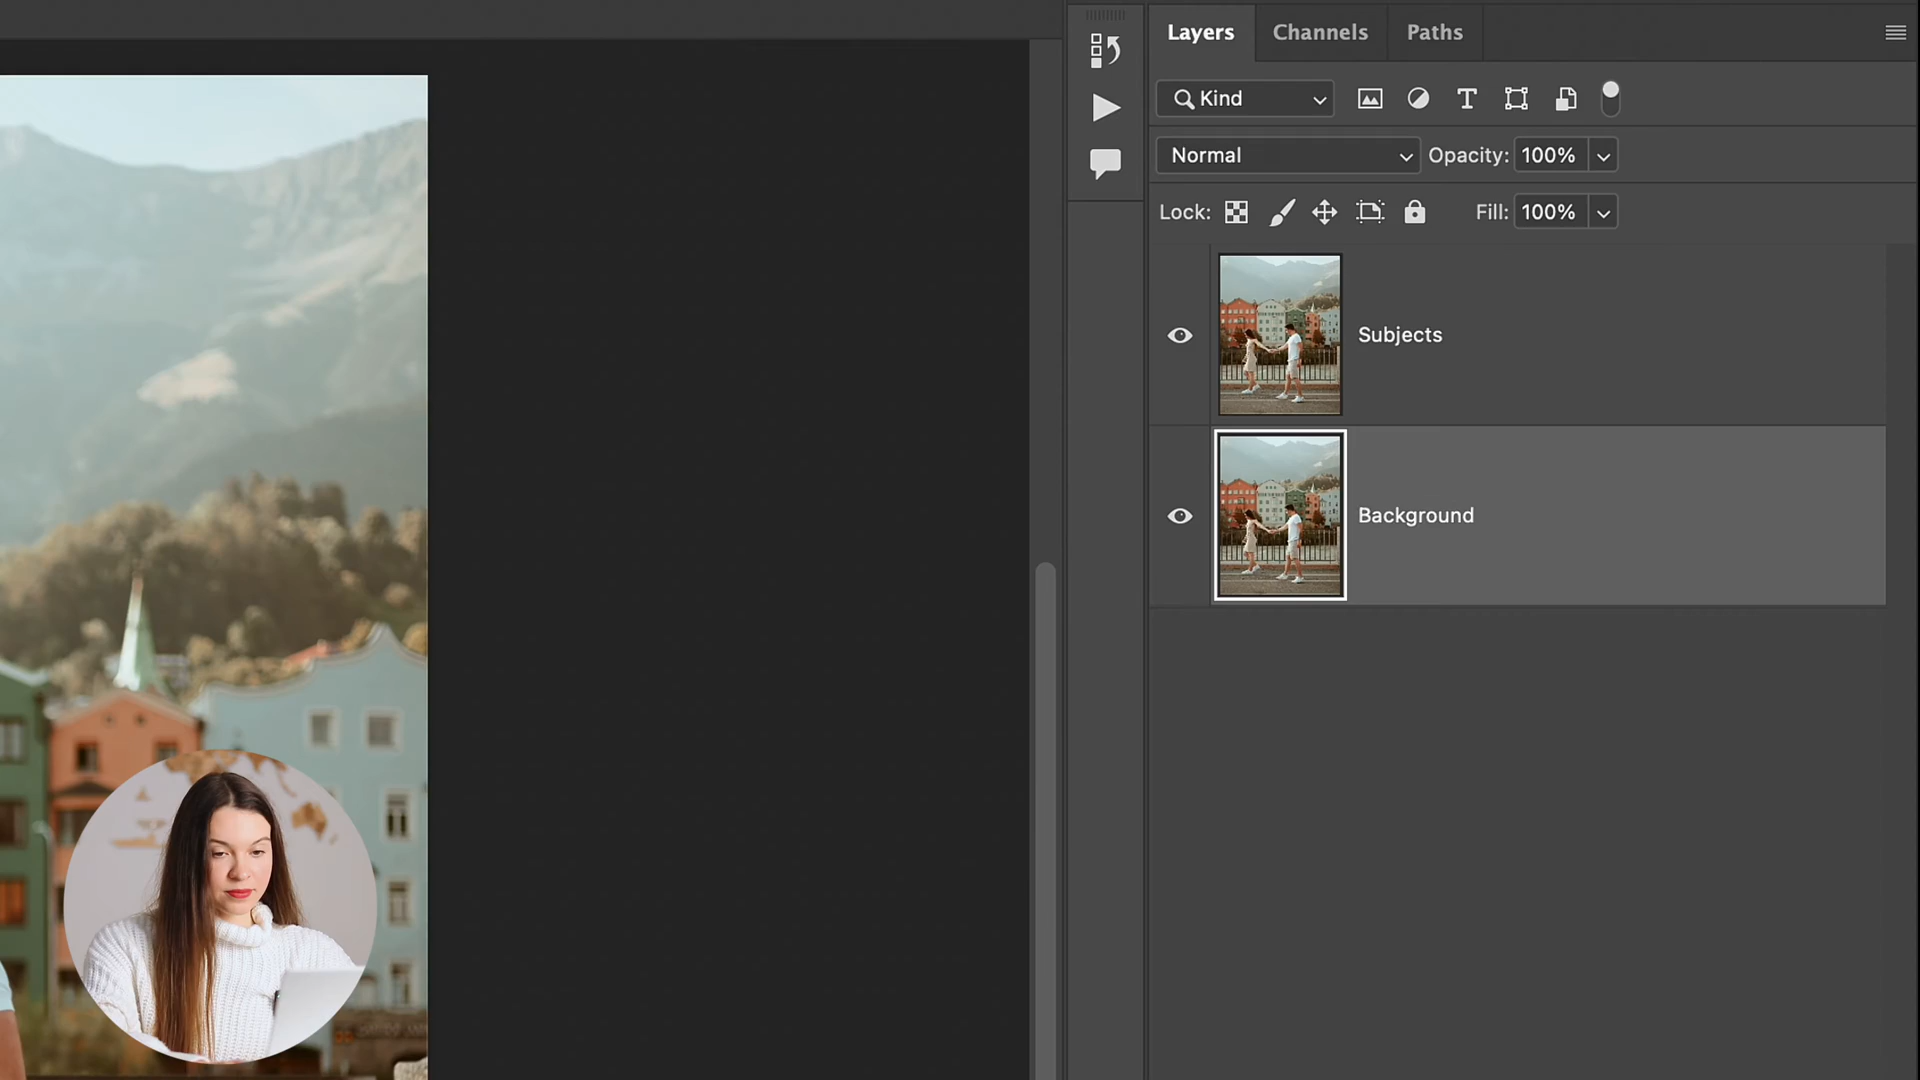 Layers Channels Paths
Kind
Normal Opacity: 100%
Lock: Fill: 100%
Subjects
Background